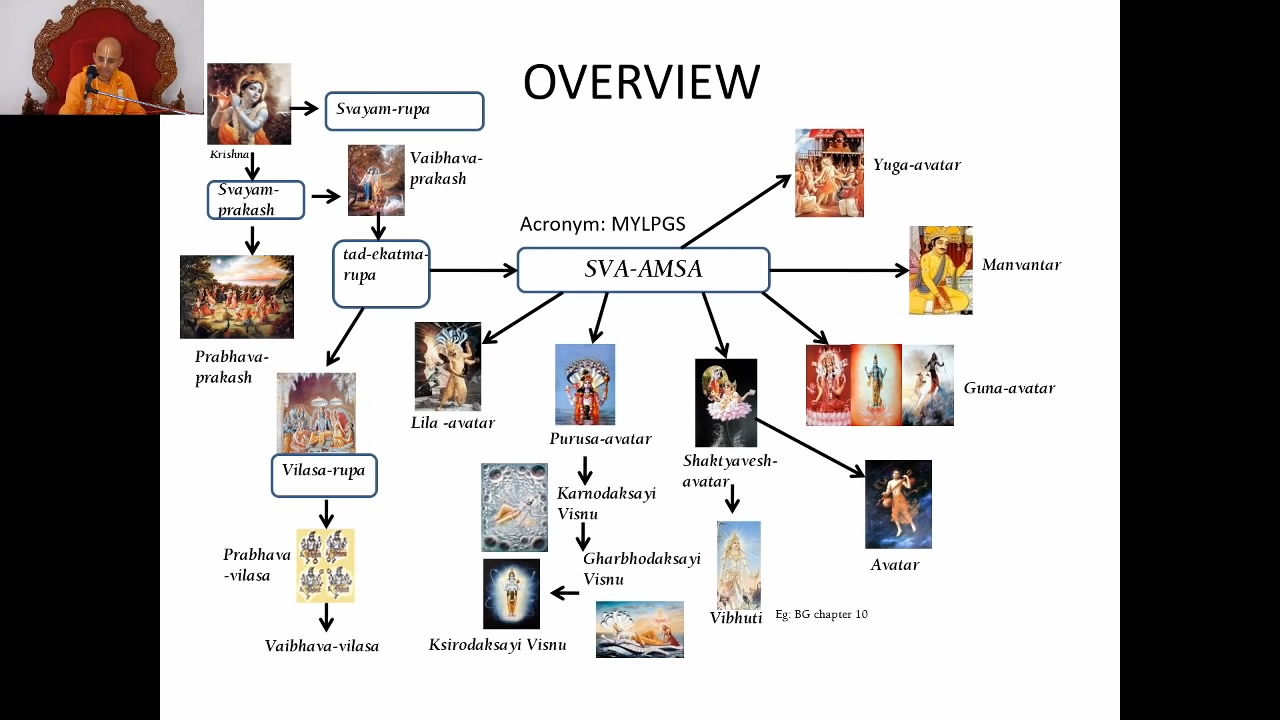 OVERVIEW
Svayam-rupa
Krishna
Vaibhava-
prakash
Svayam-
prakash
Yuga-avatar
Acronym: MYLPGS
tad-ekatma-
rupa
SVA-AMSA
Manvantar
Prabhava-
prakash
Lila -avatar
Purusa-avatar
Guna-avatar
Vilasa-rupa
Shaktyavesh-
avatar
Karnodaksayi
Visnu
Prabhava
-vilasa
Gharbhodaksayi
Visnu
Avatar
Vibhuti
Eg: BG chapter 10
Vaibhava-vilasa
Ksirodaksayi Visnu